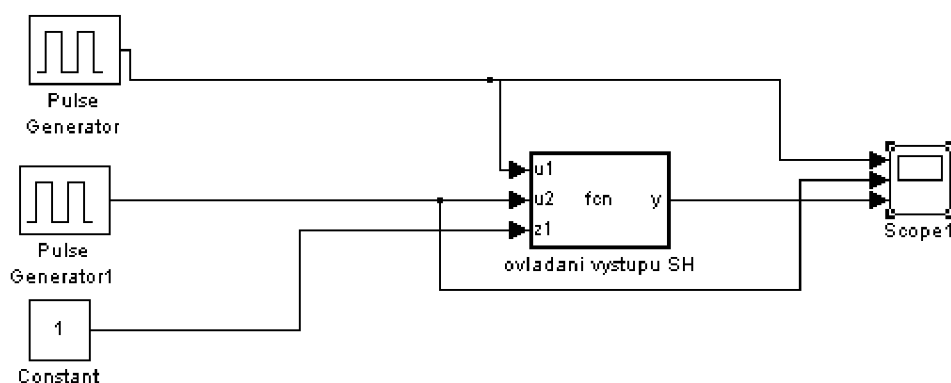 Pulse
Generator
u1
u2
z1
fcn
y
Scope1
ovladani vystupu SH
Pulse
Generator1
1
Constant